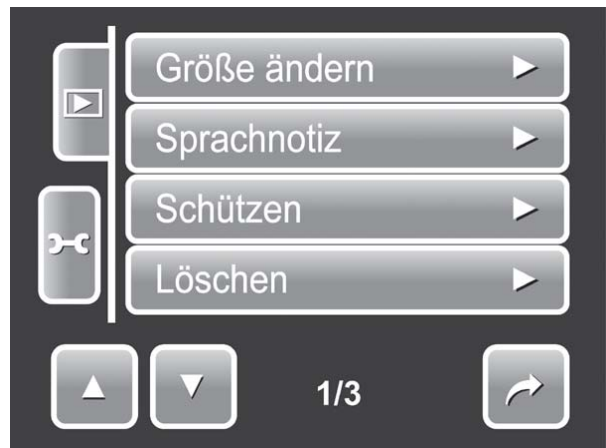 Größe ändern
Sprachnotiz
Schützen
Löschen
1/3